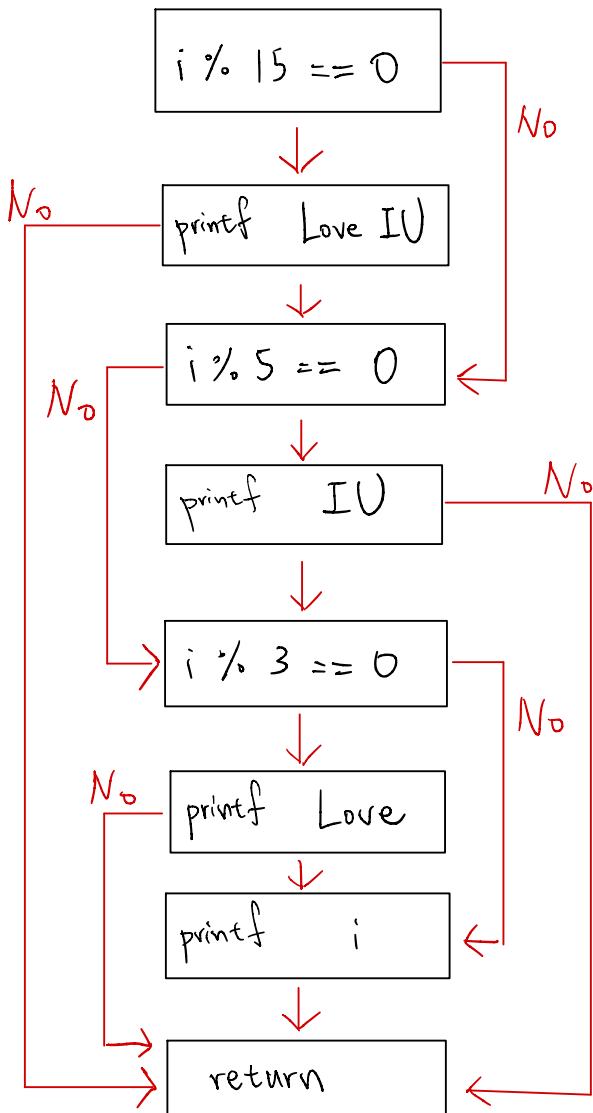 i % 15 == 0
No
No
printf Love IU
i % 5 == 0
No
printf IU
No
i % 3 == 0
No
No
printf Love
printf i
return